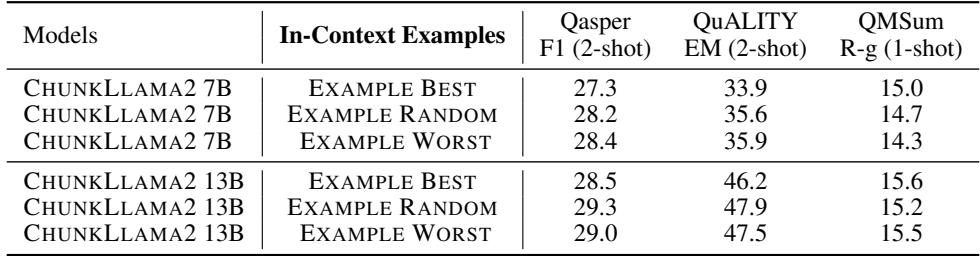 Models In-Context Examples Qasper QuALITY QMSum
F1 (2-shot) EM (2-shot) R-g (1-shot)
CHUNKLLAMA2 7B EXAMPLE BEST 27.3 33.9 15.0
CHUNKLLAMA2 7B EXAMPLE RANDOM 28.2 35.6 14.7
CHUNKLLAMA2 7B EXAMPLE WORST 28.4 35.9 14.3
CHUNKLLAMA2 13B EXAMPLE BEST 28.5 46.2 15.6
CHUNKLLAMA2 13B EXAMPLE RANDOM 29.3 47.9 15.2
CHUNKLLAMA2 13B EXAMPLE WORST 29.0 47.5 15.5